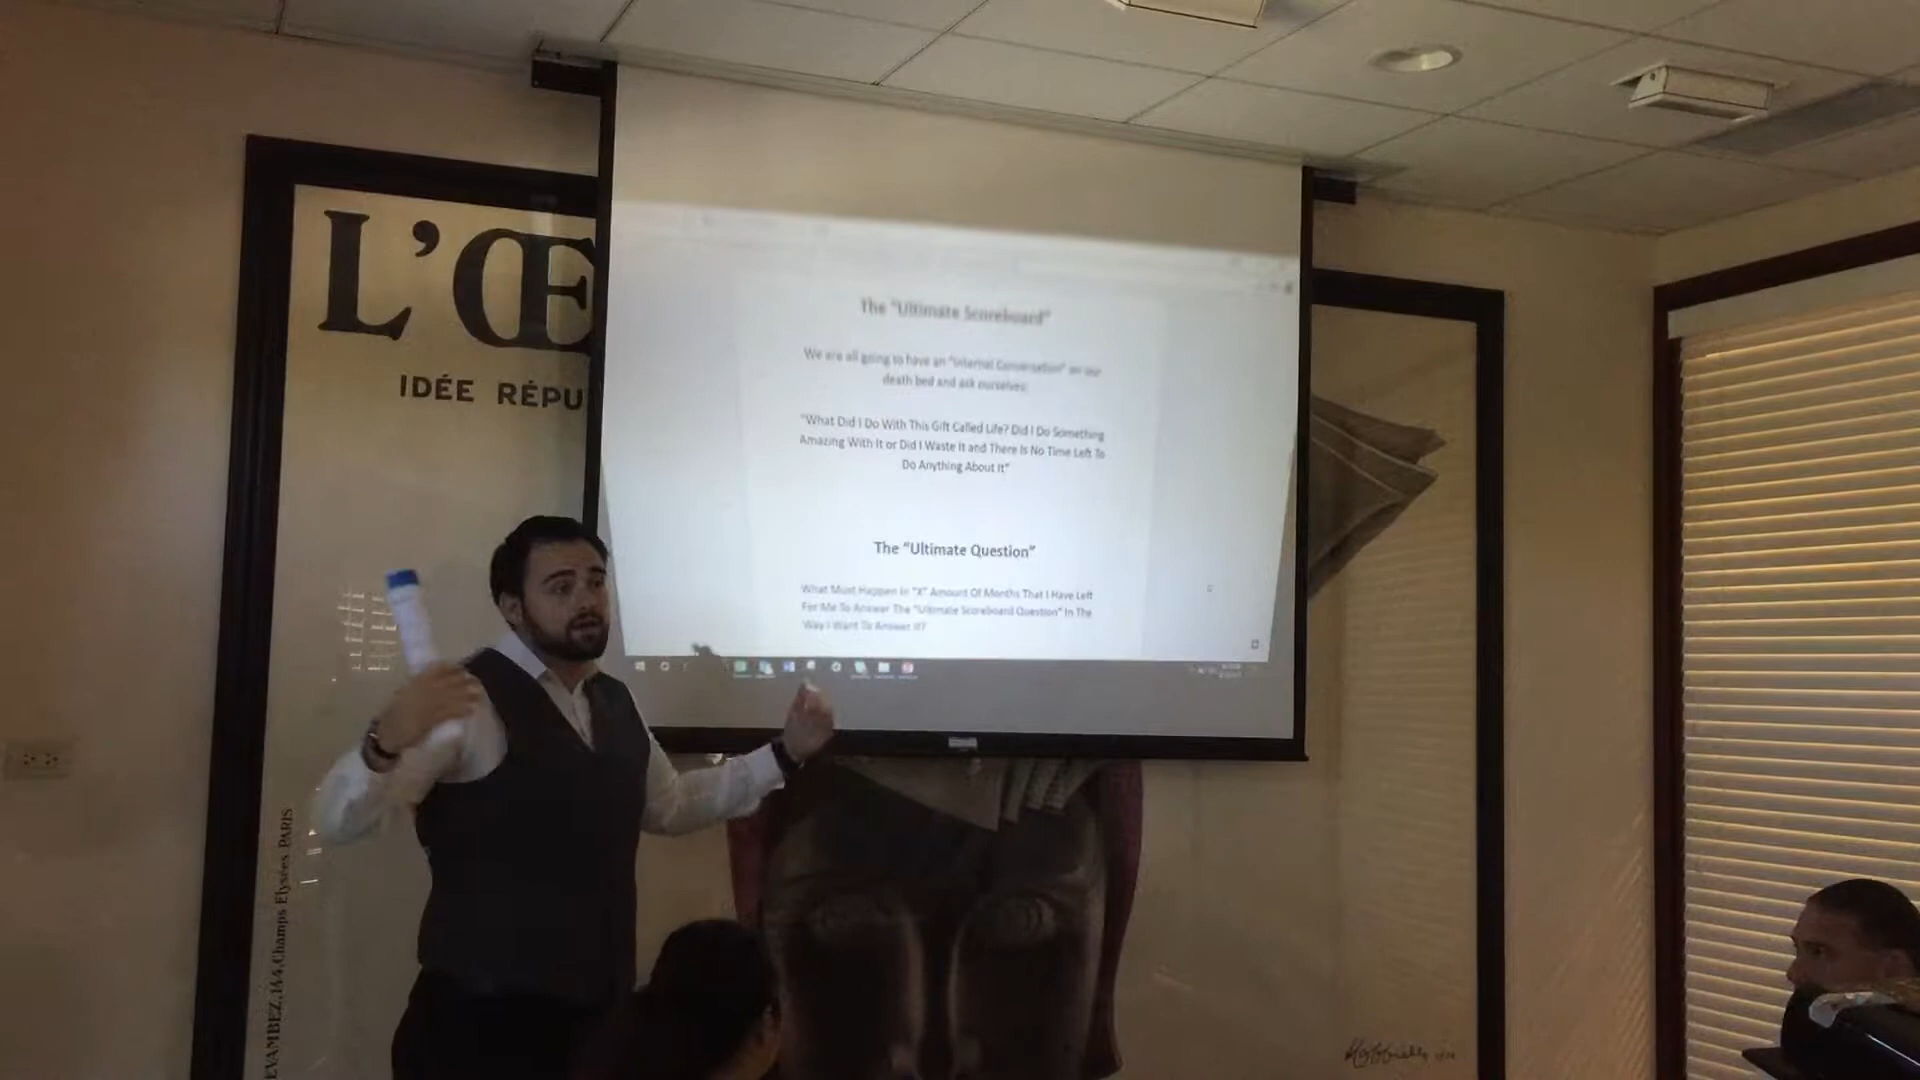 L'Œ
IDÉE RÉPU
EVAMBEZ, 144, Champs Elysées PARIS
The "Ultimate Scoreboard"
We are all going to have an "Internal Conversation" on our
death bed and ask ourselves:
"What Did I Do With This Gift Called Life? Did I Do Something
Amazing With It or Did I Waste It and There Is No Time Left To
Do Anything About It"
The "Ultimate Question"
What Must Happen In "X" Amount Of Months That I Have Left
For Me To Answer The "Ultimate Scoreboard Question" In The
Way I Want To Answer It?